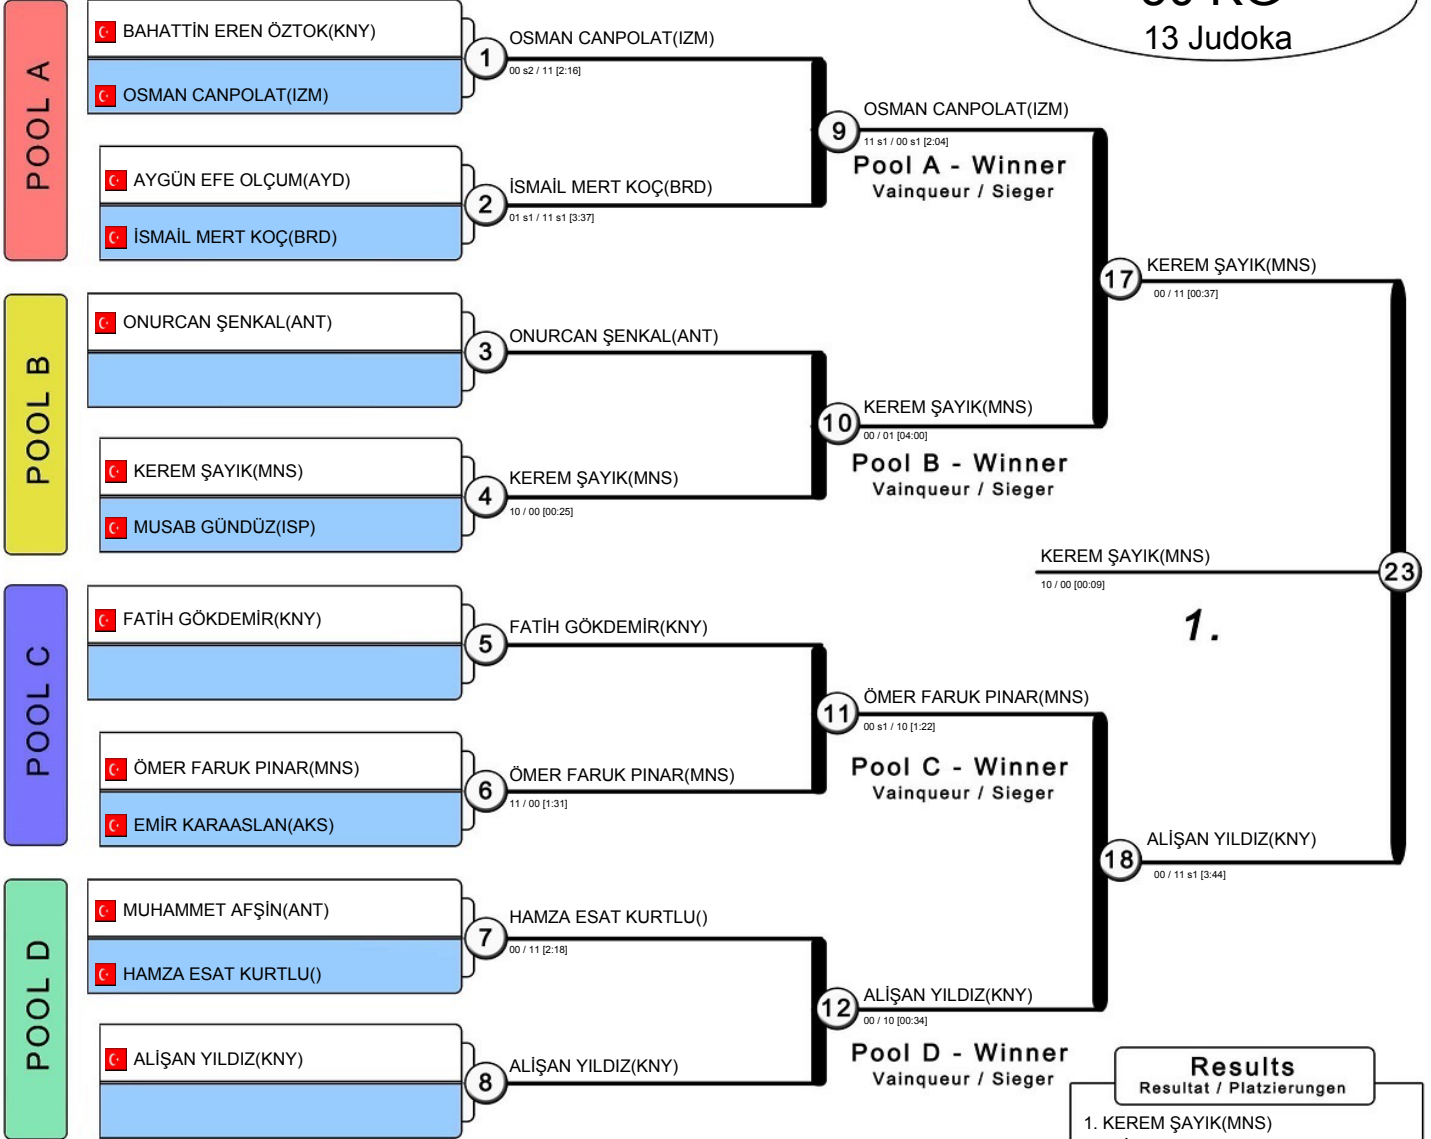 13 Judoka
POOL A
BAHATTİN EREN ÖZTOK(KNY)
OSMAN CANPOLAT(IZM)
1
OSMAN CANPOLAT(IZM)
00 s2 / 11 [2:16]
AYGÜN EFE OLÇUM(AYD)
İSMAİL MERT KOÇ(BRD)
2
İSMAİL MERT KOÇ(BRD)
01 s1 / 11 s1 [3:37]
9
OSMAN CANPOLAT(IZM)
11 s1 / 00 s1 [2:04]
Pool A - Winner
Vainqueur / Sieger
POOL B
ONURCAN ŞENKAL(ANT)
3
ONURCAN ŞENKAL(ANT)
KEREM ŞAYIK(MNS)
MUSAB GÜNDÜZ(ISP)
4
KEREM ŞAYIK(MNS)
10 / 00 [00:25]
10
KEREM ŞAYIK(MNS)
00 / 01 [04:00]
Pool B - Winner
Vainqueur / Sieger
17
KEREM ŞAYIK(MNS)
00 / 11 [00:37]
KEREM ŞAYIK(MNS)
10 / 00 [00:09]
23
1.
POOL C
FATİH GÖKDEMİR(KNY)
5
FATİH GÖKDEMİR(KNY)
ÖMER FARUK PINAR(MNS)
EMİR KARAASLAN(AKS)
6
ÖMER FARUK PINAR(MNS)
11 / 00 [1:31]
11
ÖMER FARUK PINAR(MNS)
00 s1 / 10 [1:22]
Pool C - Winner
Vainqueur / Sieger
18
ALİŞAN YILDIZ(KNY)
00 / 11 s1 [3:44]
POOL D
MUHAMMET AFŞİN(ANT)
HAMZA ESAT KURTLU()
7
HAMZA ESAT KURTLU()
00 / 11 [2:18]
ALİŞAN YILDIZ(KNY)
8
ALİŞAN YILDIZ(KNY)
12
ALİŞAN YILDIZ(KNY)
00 / 10 [00:34]
Pool D - Winner
Vainqueur / Sieger
Results
Resultat / Platzierungen
1. KEREM ŞAYIK(MNS)